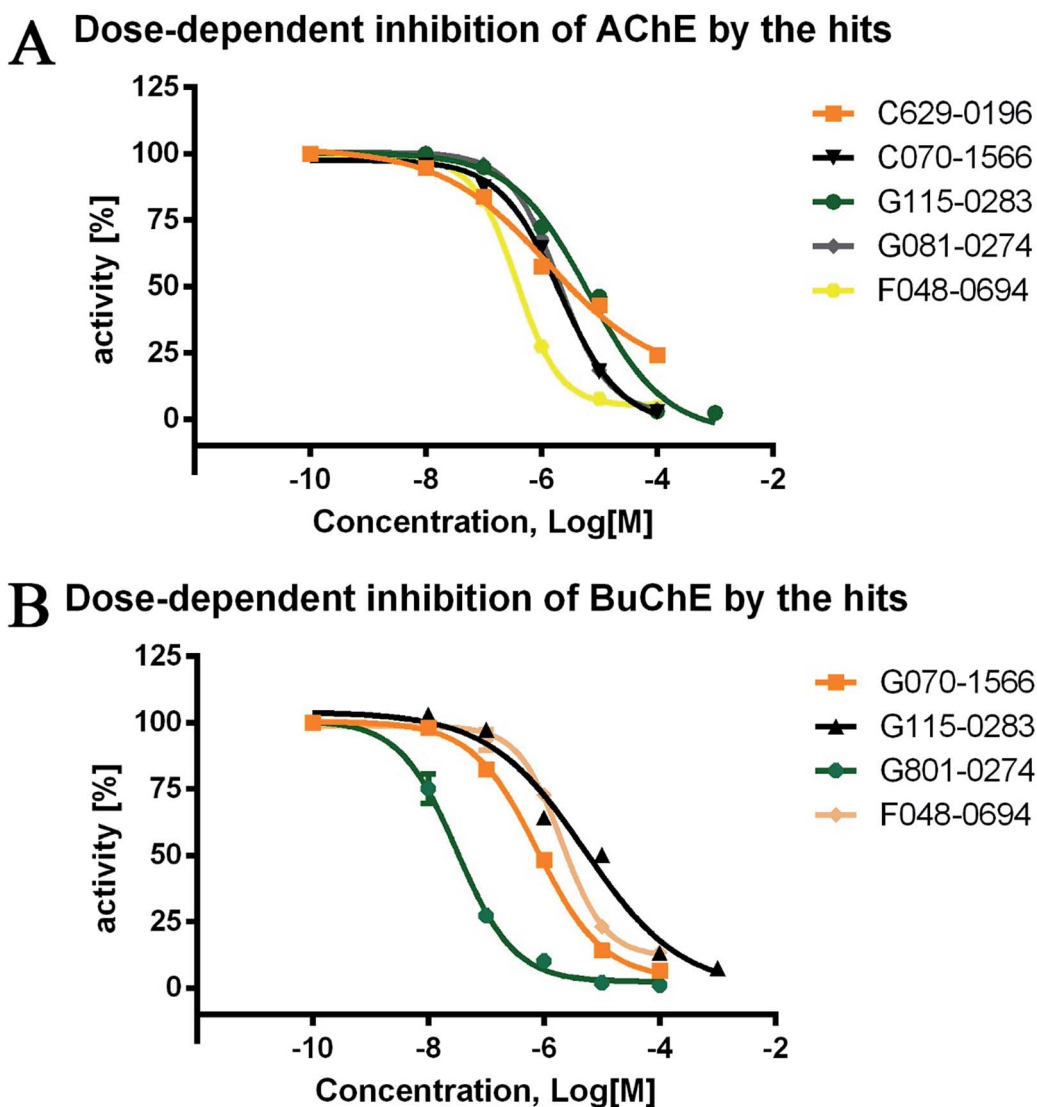 A Dose-dependent inhibition of AChE by the hits
125
100
75
50
25
0
activity [%]
-10 -8 -6 -4 -2
Concentration, Log[M]
C629-0196
C070-1566
G115-0283
G081-0274
F048-0694
B Dose-dependent inhibition of BuChE by the hits
125
100
75
50
25
0
activity [%]
-10 -8 -6 -4 -2
Concentration, Log[M]
G070-1566
G115-0283
G801-0274
F048-0694